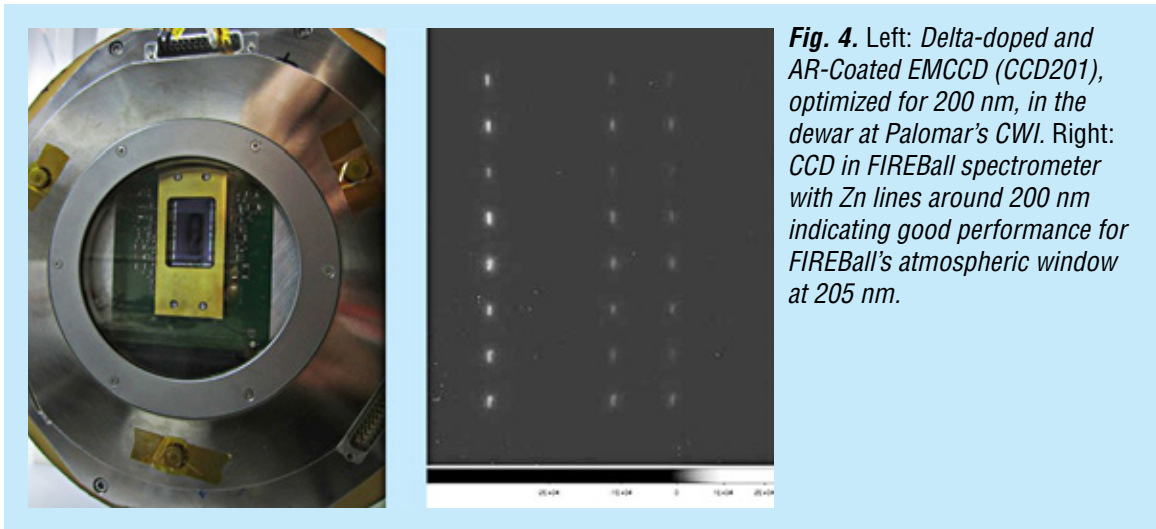 Fig. 4. Left: Delta-doped and
AR-Coated EMCCD (CCD201),
optimized for 200 nm, in the
dewar at Palomar's CWI. Right:
CCD in FIREBall spectrometer
with Zn lines around 200 nm
indicating good performance for
FIREBall's atmospheric window
at 205 nm.